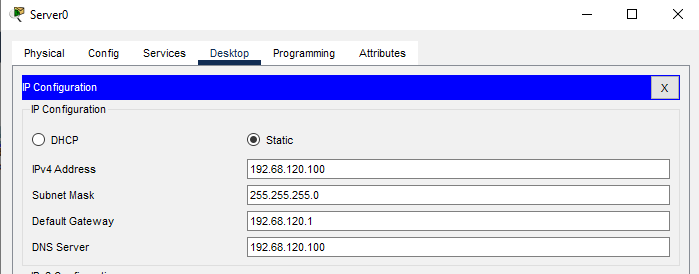 Server0
Physical Config Services Desktop Programming Attributes
IP Configuration X
IP Configuration
DHCP Static
IPv4 Address 192.68.120.100
Subnet Mask 255.255.255.0
Default Gateway 192.68.120.1
DNS Server 192.68.120.100